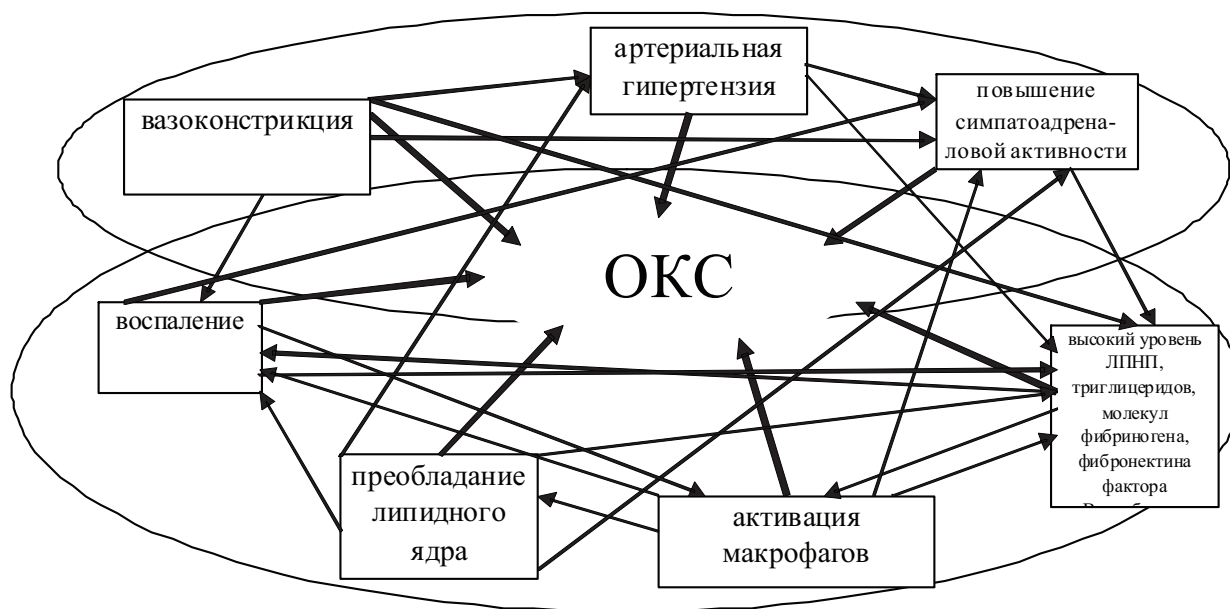 артериальная
гипертензия
вазоконстрикция
повышение
симпатоадрена-
ловой активности
ОКС
воспаление
высокий уровень
ЛПНП,
триглицеридов,
молекул
фибриногена,
фибронектина
фактора
преобладание
липидного
ядра
активация
макрофагов